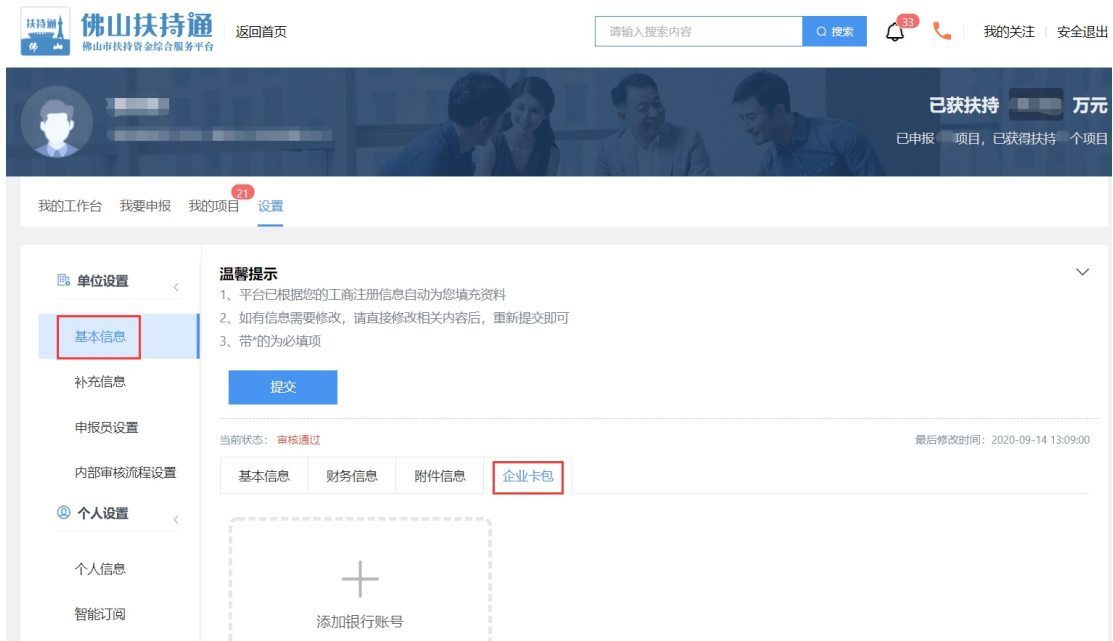 扶持通
佛山
佛山扶持通
佛山市扶持资金综合服务平台
返回首页
请输入搜索内容
搜索
33
我的关注
安全退出
已获扶持 万元
已申报 项目，已获得扶持 个项目
我的工作台
我要申报
我的项目
21
设置
单位设置
基本信息
补充信息
申报员设置
内部审核流程设置
个人设置
个人信息
智能订阅
温馨提示
1、平台已根据您的工商注册信息自动为您填充资料
2、如有信息需要修改，请直接修改相关内容后，重新提交即可
3、带*的为必填项
提交
当前状态：审核通过
最后修改时间：2020-09-14 13:09:00
基本信息
财务信息
附件信息
企业卡包
添加银行账号